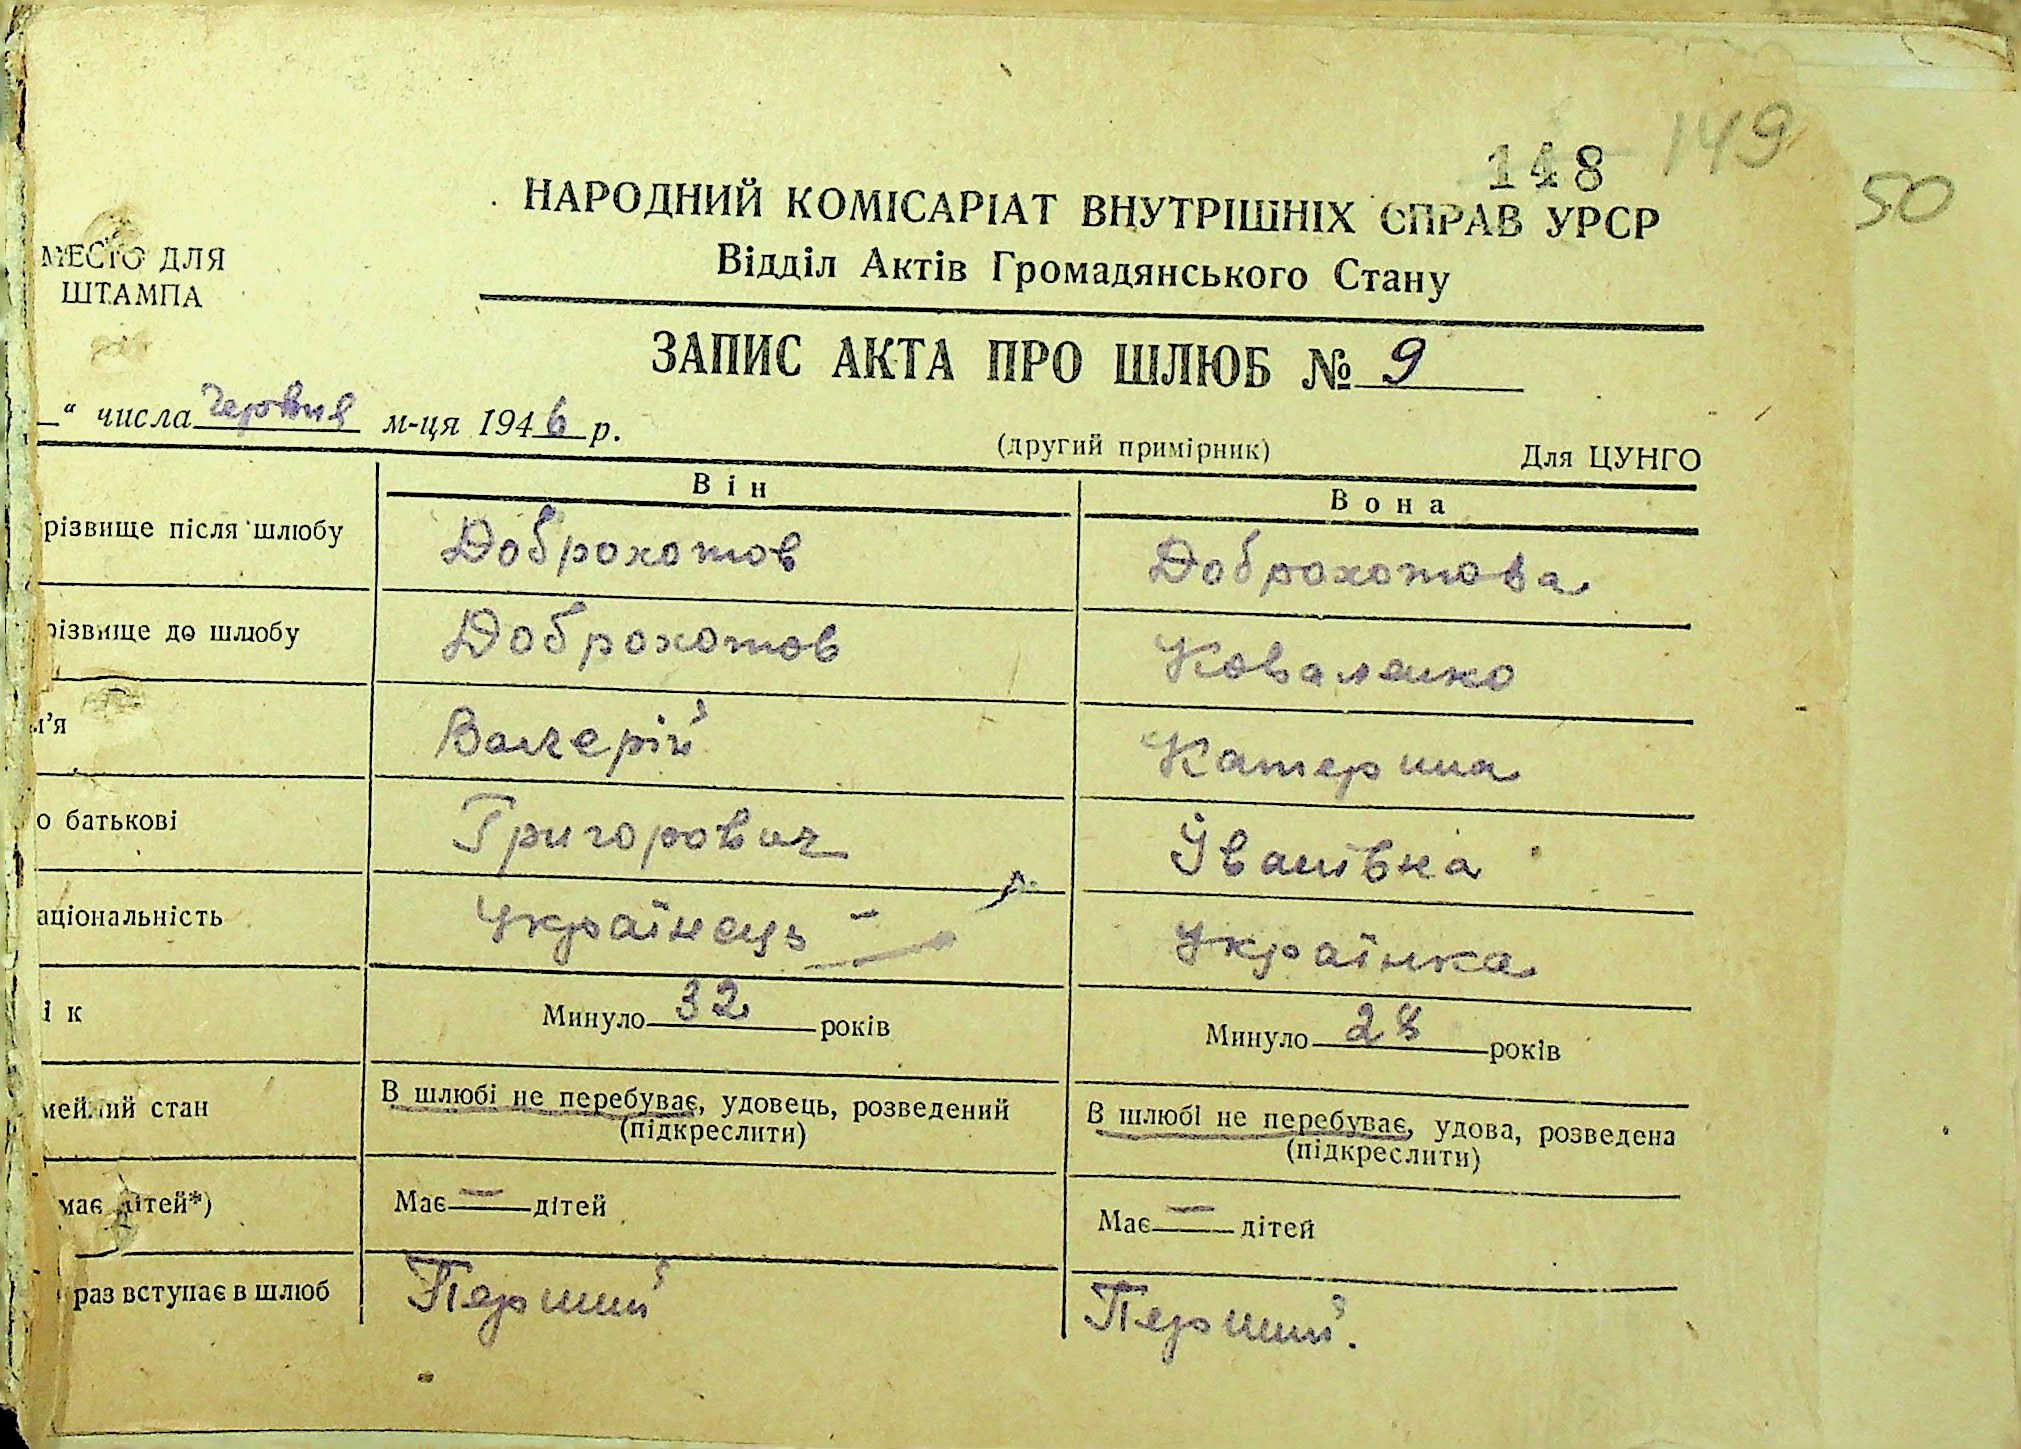 148
149
50
НАРОДНИЙ КОМІСАРІАТ ВНУТРІШНІХ СПРАВ УРСР
Відділ Актів Громадянського Стану
МЕСТО ДЛЯ
ШТАМПА
ЗАПИС АКТА ПРО ШЛЮБ № 9
“ числа червня м-ця 1946 р.
(другий примірник)
Для ЦУНГО
Він Вона
різвище після шлюбу Доброхотов Доброхотова
різвище до шлюбу Доброхотов Коваленко
м’я Валерій Катерина
о батькові Григорович Іванівна
аціональність Українець Українка
ік Минуло 32 років Минуло 28 років
мейний стан В шлюбі не перебуває, удовець, розведений В шлюбі не перебуває, удова, розведена
(підкреслити) (підкреслити)
має дітей*) Має — дітей Має — дітей
раз вступає в шлюб Перший Перший.